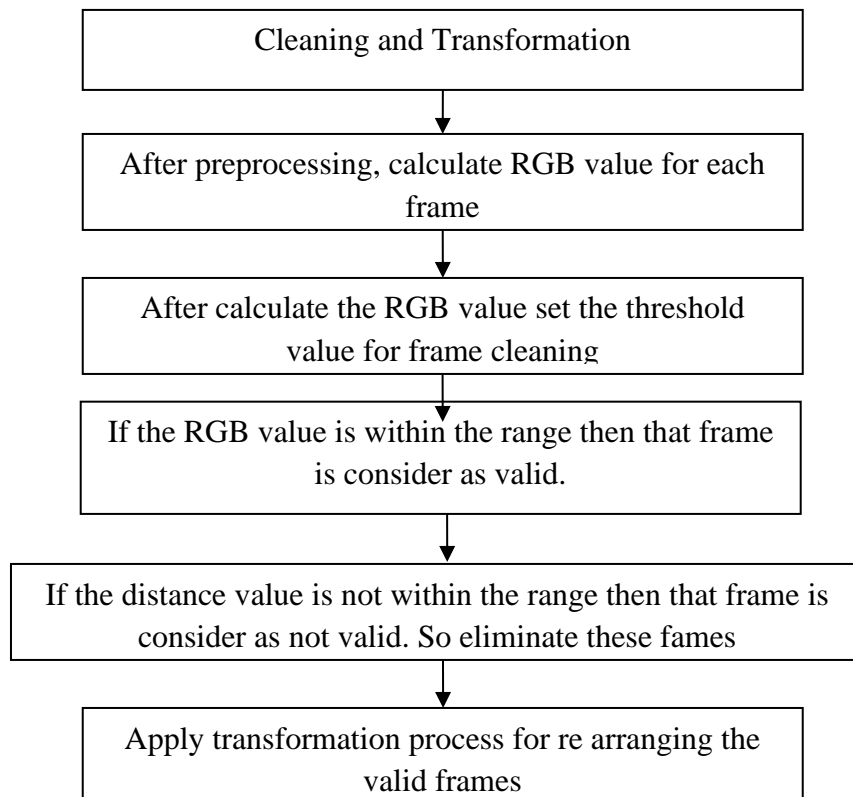 Cleaning and Transformation
After preprocessing, calculate RGB value for each
frame
After calculate the RGB value set the threshold
value for frame cleaning
If the RGB value is within the range then that frame
is consider as valid.
If the distance value is not within the range then that frame is
consider as not valid. So eliminate these fames
Apply transformation process for re arranging the
valid frames